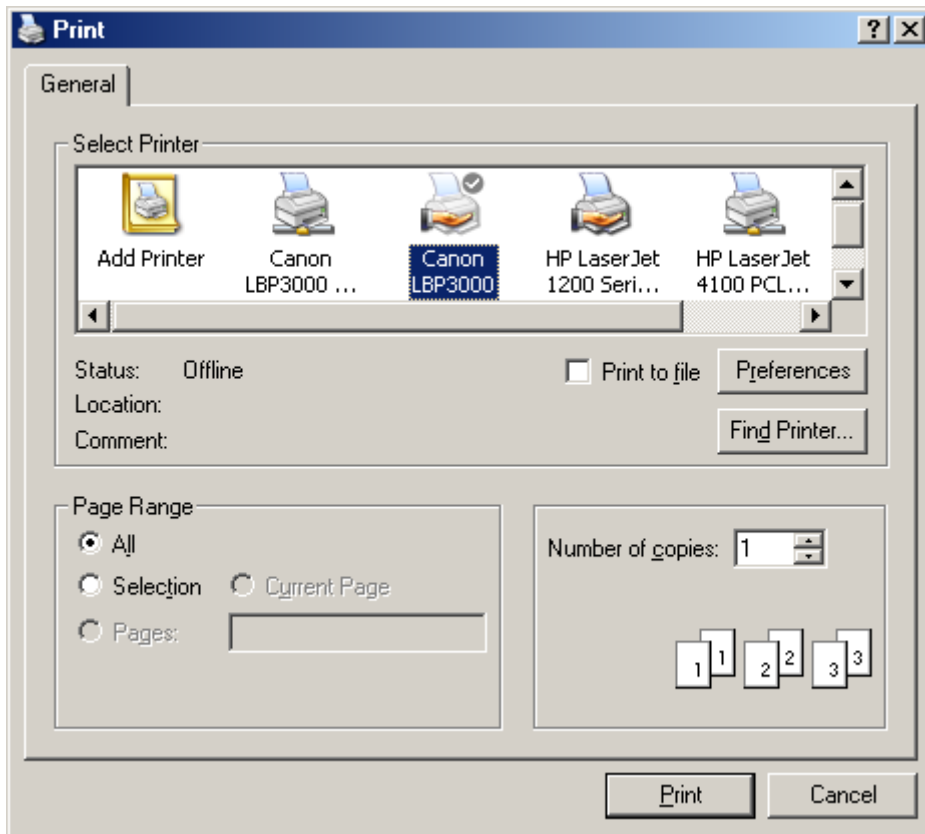 Print
General
Select Printer
Add Printer
Canon
LBP3000 ...
Canon
LBP3000
HP LaserJet
1200 Seri...
HP LaserJet
4100 PCL...
Status: Offline
Print to file
Preferences
Location:
Comment:
Find Printer...
Page Range
All
Selection
Current Page
Pages:
Number of copies: 1
1 1 2 2 3 3
Print
Cancel